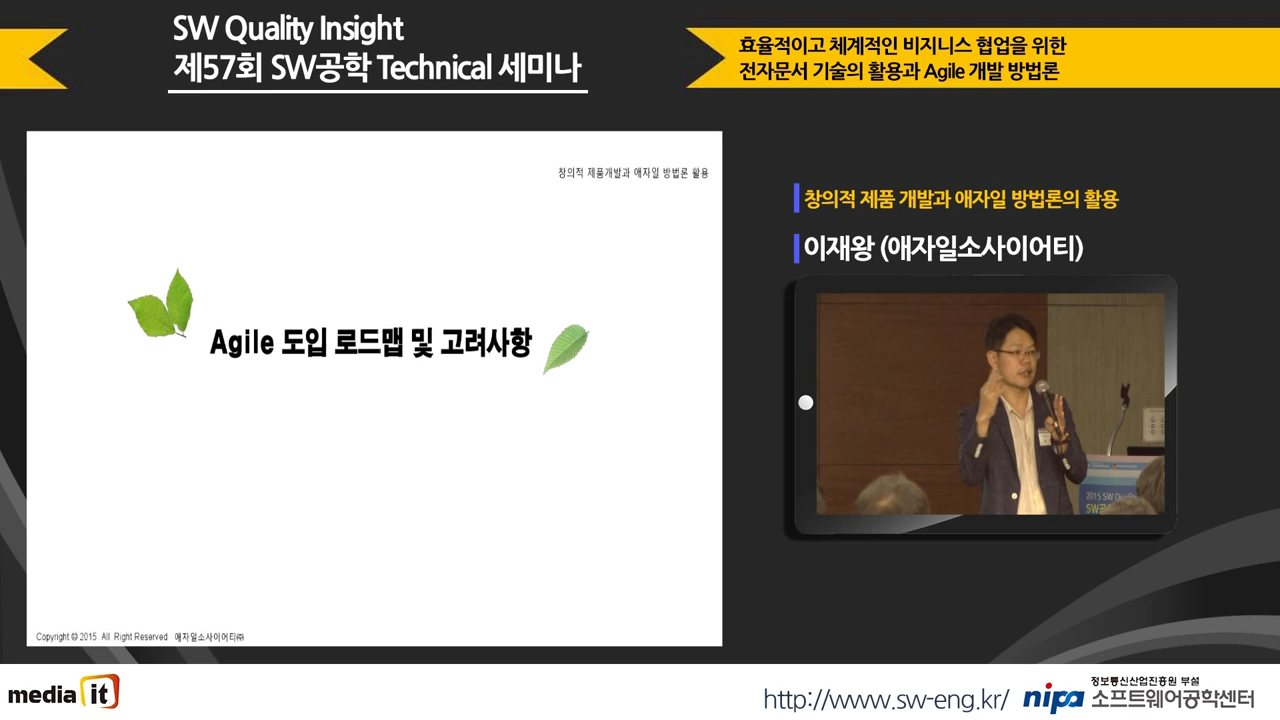 SW Quality Insight
제57회 SW공학 Technical 세미나
효율적이고 체계적인 비지니스 협업을 위한
전자문서 기술의 활용과 Agile 개발 방법론
창의적 제품개발과 애자일 방법론 활용
Agile 도입 로드맵 및 고려사항
Copyright © 2015 All Right Reserved 애자일소사이어티㈜
창의적 제품 개발과 애자일 방법론의 활용
이재왕 (애자일소사이어티)
2015 SW Qu
SW공
media it
http://www.sw-eng.kr/
nipa
정보통신산업진흥원 부설
소프트웨어공학센터